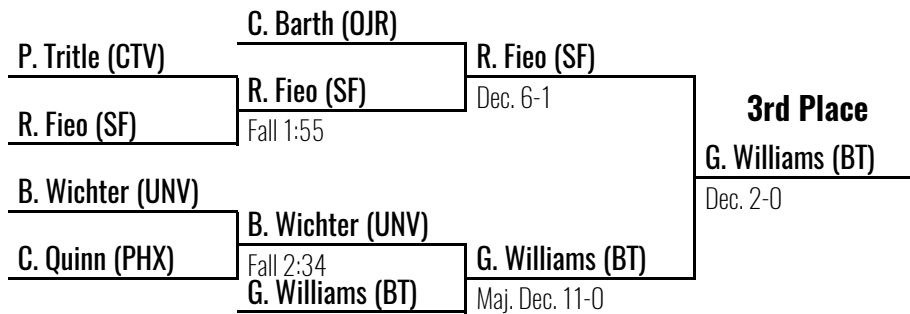 C. Barth (OJR)
P. Tritle (CTV)
R. Fieo (SF)
R. Fieo (SF)
Dec. 6-1
R. Fieo (SF)
Fall 1:55
3rd Place
G. Williams (BT)
Dec. 2-0
B. Wichter (UNV)
B. Wichter (UNV)
C. Quinn (PHX)
Fall 2:34
G. Williams (BT)
G. Williams (BT)
Maj. Dec. 11-0